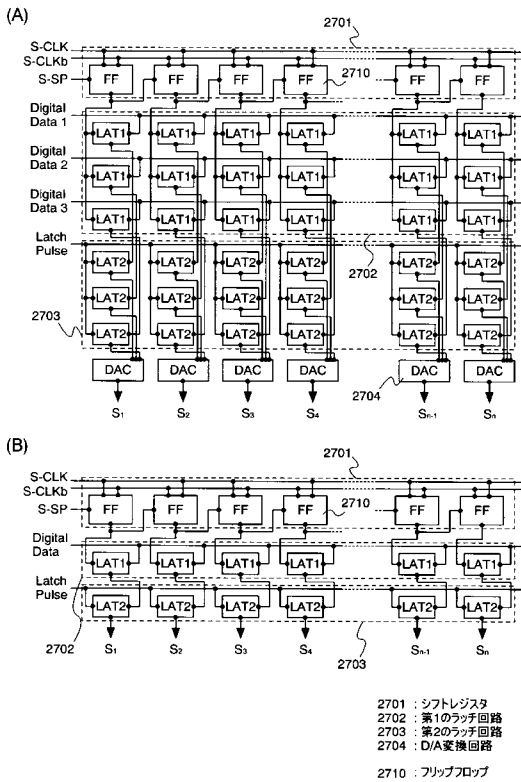 (A)
2701
S-CLK
S-CLKb
S-SP
FF FF FF FF FF FF
2710
Digital
Data 1
LAT1 LAT1 LAT1 LAT1 LAT1 LAT1
Digital
Data 2
LAT1 LAT1 LAT1 LAT1 LAT1 LAT1
Digital
Data 3
LAT1 LAT1 LAT1 LAT1 LAT1 LAT1
Latch
Pulse
2702
LAT2 LAT2 LAT2 LAT2 LAT2 LAT2
LAT2 LAT2 LAT2 LAT2 LAT2 LAT2
2703
LAT2 LAT2 LAT2 LAT2 LAT2 LAT2
DAC DAC DAC DAC DAC DAC
2704
S1 S2 S3 S4 Sn-1 Sn
(B)
2701
S-CLK
S-CLKb
S-SP
FF FF FF FF FF FF
2710
Digital
Data
LAT1 LAT1 LAT1 LAT1 LAT1 LAT1
Latch
Pulse
LAT2 LAT2 LAT2 LAT2 LAT2 LAT2
2702
S1 S2 S3 S4 Sn-1 Sn
2703
2701 : シフトレジスタ
2702 : 第1のラッチ回路
2703 : 第2のラッチ回路
2704 : D/A変換回路
2710 : フリップフロップ